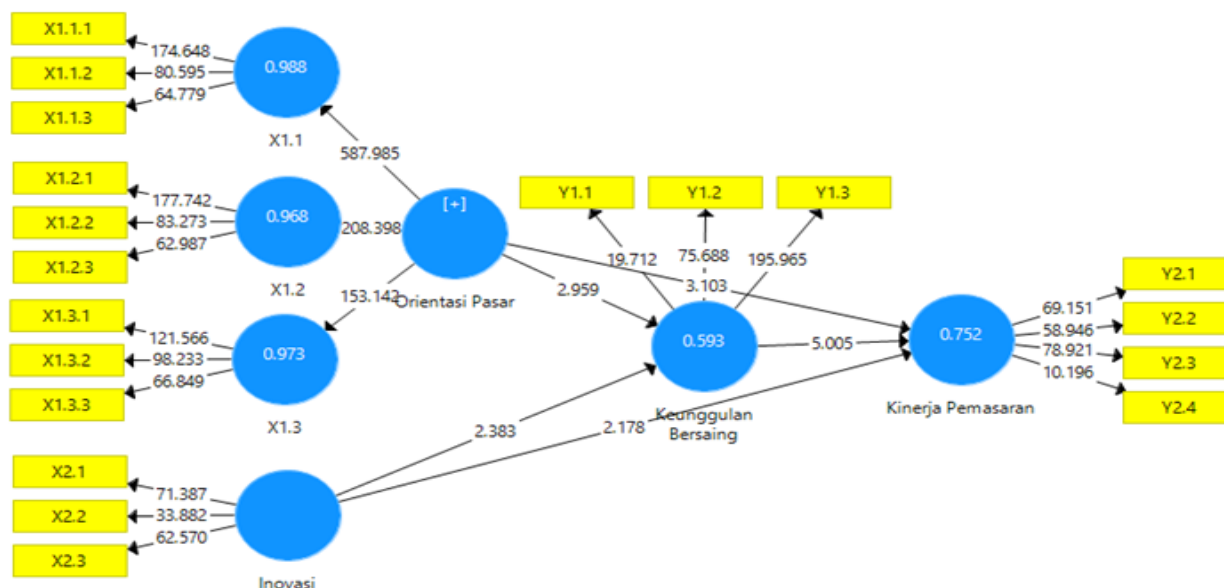 X1.1.1
X1.1.2
X1.1.3
174.648
80.595
64.779
0.988
X1.1
587.985
X1.2.1
X1.2.2
X1.2.3
177.742
83.273
62.987
0.968
X1.2
208.398
[+]
Orientasi Pasar
153.142
X1.3.1
X1.3.2
X1.3.3
121.566
98.233
66.849
0.973
X1.3
X2.1
X2.2
X2.3
71.387
33.882
62.570
Inovasi
Y1.1
Y1.2
Y1.3
19.712
75.688
195.965
2.959
3.103
0.593
Keunggulan
Bersaing
5.005
2.383
2.178
0.752
Kinerja Pemasaran
69.151
58.946
78.921
10.196
Y2.1
Y2.2
Y2.3
Y2.4